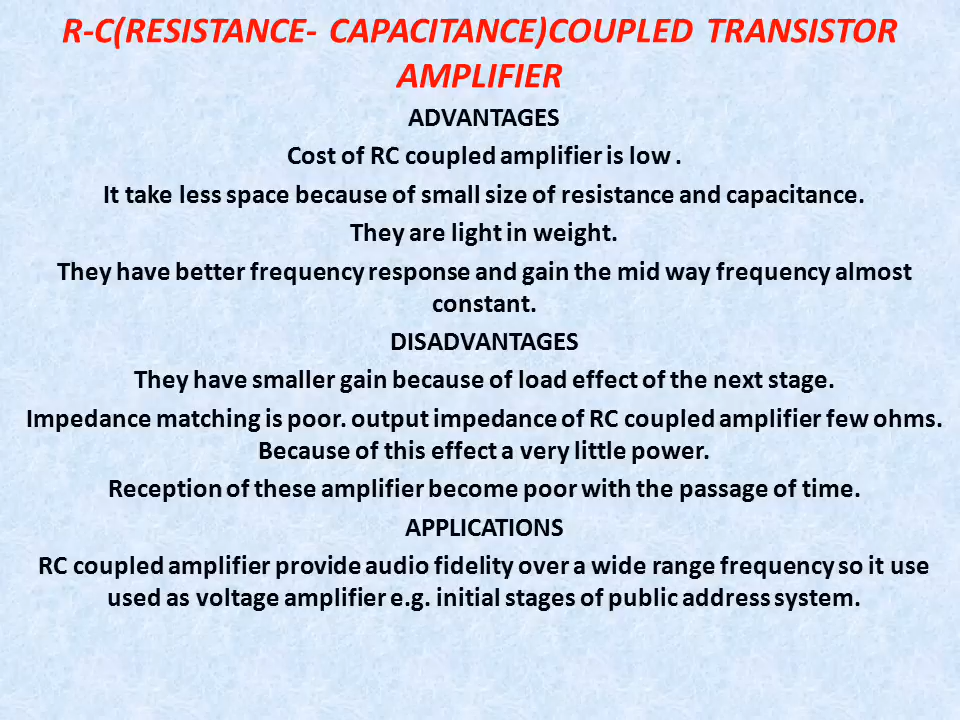 R-C(RESISTANCE- CAPACITANCE)COUPLED TRANSISTOR
AMPLIFIER
ADVANTAGES
Cost of RC coupled amplifier is low .
It take less space because of small size of resistance and capacitance.
They are light in weight.
They have better frequency response and gain the mid way frequency almost
constant.
DISADVANTAGES
They have smaller gain because of load effect of the next stage.
Impedance matching is poor. output impedance of RC coupled amplifier few ohms.
Because of this effect a very little power.
Reception of these amplifier become poor with the passage of time.
APPLICATIONS
RC coupled amplifier provide audio fidelity over a wide range frequency so it use
used as voltage amplifier e.g. initial stages of public address system.